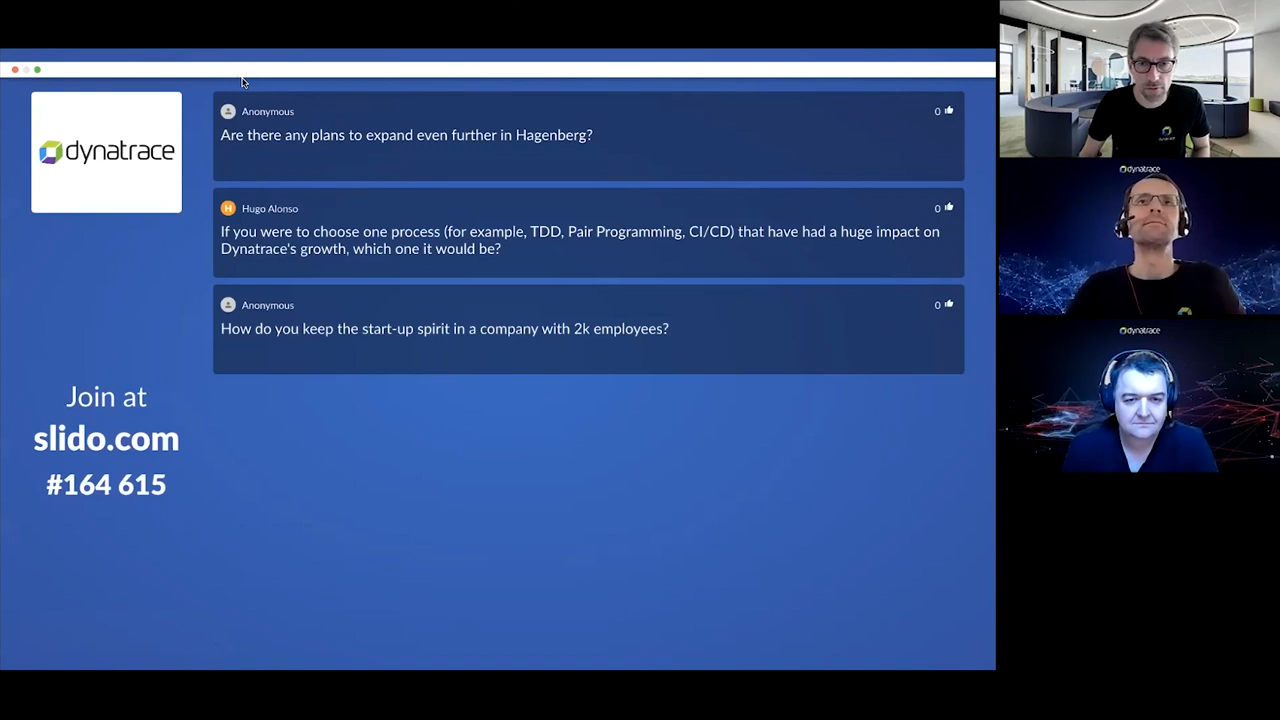 dynatrace
Anonymous
0
Are there any plans to expand even further in Hagenberg?
H
Hugo Alonso
0
If you were to choose one process (for example, TDD, Pair Programming, CI/CD) that have had a huge impact on
Dynatrace's growth, which one it would be?
Anonymous
0
How do you keep the start-up spirit in a company with 2k employees?
Join at
slido.com
#164 615
dynatrace
dynatrace